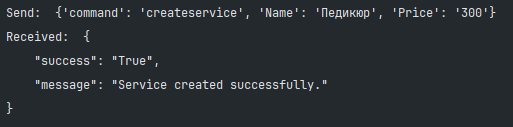 Send:  {'command': 'createservice', 'Name': 'Педикюр', 'Price': '300'}
Received:  {
    "success": "True",
    "message": "Service created successfully."
}